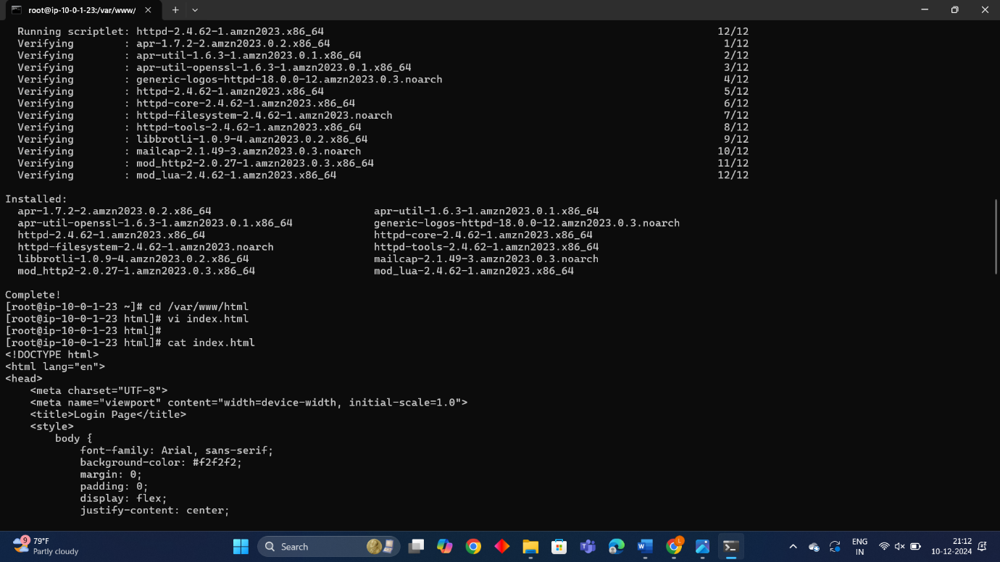 root@ip-10-0-1-23:/var/www/
Running scriptlet: httpd-2.4.62-1.amzn2023.x86_64 12/12
Verifying : apr-1.7.2-2.amzn2023.0.2.x86_64 1/12
Verifying : apr-util-1.6.3-1.amzn2023.0.1.x86_64 2/12
Verifying : apr-util-openssl-1.6.3-1.amzn2023.0.1.x86_64 3/12
Verifying : generic-logos-httpd-18.0.0-12.amzn2023.0.3.noarch 4/12
Verifying : httpd-2.4.62-1.amzn2023.x86_64 5/12
Verifying : httpd-core-2.4.62-1.amzn2023.x86_64 6/12
Verifying : httpd-filesystem-2.4.62-1.amzn2023.noarch 7/12
Verifying : httpd-tools-2.4.62-1.amzn2023.x86_64 8/12
Verifying : libbrotli-1.0.9-4.amzn2023.0.2.x86_64 9/12
Verifying : mailcap-2.1.49-3.amzn2023.0.3.noarch 10/12
Verifying : mod_http2-2.0.27-1.amzn2023.0.3.x86_64 11/12
Verifying : mod_lua-2.4.62-1.amzn2023.x86_64 12/12
Installed:
apr-1.7.2-2.amzn2023.0.2.x86_64 apr-util-1.6.3-1.amzn2023.0.1.x86_64
apr-util-openssl-1.6.3-1.amzn2023.0.1.x86_64 generic-logos-httpd-18.0.0-12.amzn2023.0.3.noarch
httpd-2.4.62-1.amzn2023.x86_64 httpd-core-2.4.62-1.amzn2023.x86_64
httpd-filesystem-2.4.62-1.amzn2023.noarch httpd-tools-2.4.62-1.amzn2023.x86_64
libbrotli-1.0.9-4.amzn2023.0.2.x86_64 mailcap-2.1.49-3.amzn2023.0.3.noarch
mod_http2-2.0.27-1.amzn2023.0.3.x86_64 mod_lua-2.4.62-1.amzn2023.x86_64
Complete!
[root@ip-10-0-1-23 ~]# cd /var/www/html
[root@ip-10-0-1-23 html]# vi index.html
[root@ip-10-0-1-23 html]#
[root@ip-10-0-1-23 html]# cat index.html
<!DOCTYPE html>
<html lang="en">
<head>
<meta charset="UTF-8">
<meta name="viewport" content="width=device-width, initial-scale=1.0">
<title>Login Page</title>
<style>
body {
font-family: Arial, sans-serif;
background-color: #f2f2f2;
margin: 0;
padding: 0;
display: flex;
justify-content: center;
9
79°F
Partly cloudy
Search
ENG
IN
21:12
10-12-2024